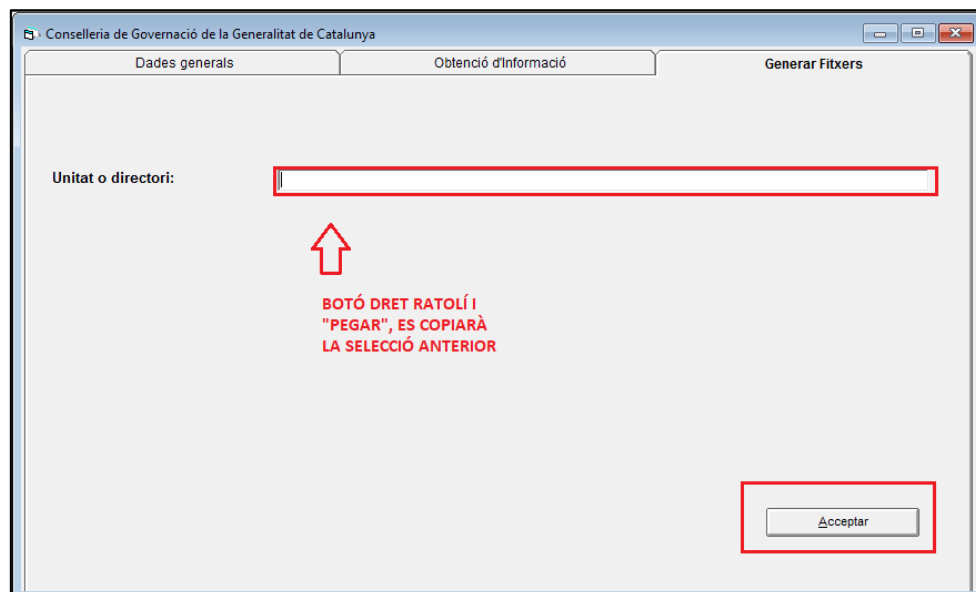 Conselleria de Governació de la Generalitat de Catalunya
Dades generals
Obtenció d'Informació
Generar Fitxers
Unitat o directori:
BOTÓ DRET RATOLÍ I
"PEGAR", ES COPIARÀ
LA SELECCIÓ ANTERIOR
Acceptar